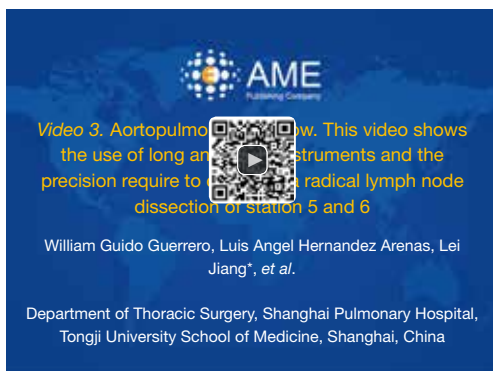 AME
Publishing Company
Video 3. Aortopulmo ow. This video shows
the use of long an struments and the
precision require to radical lymph node
dissection of station 5 and 6
William Guido Guerrero, Luis Angel Hernandez Arenas, Lei
Jiang*, et al.
Department of Thoracic Surgery, Shanghai Pulmonary Hospital,
Tongji University School of Medicine, Shanghai, China